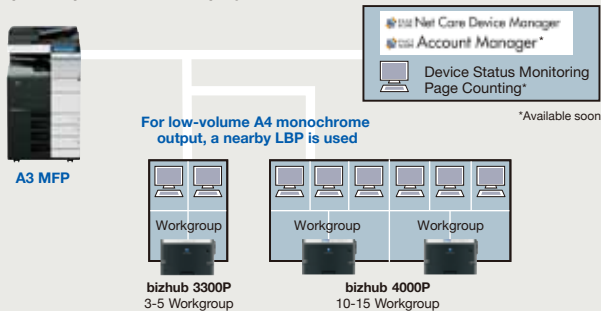 Net Care Device Manager
Account Manager*
Device Status Monitoring
Page Counting*
*Available soon
For low-volume A4 monochrome
output, a nearby LBP is used
A3 MFP
Workgroup
Workgroup
Workgroup
bizhub 3300P
3-5 Workgroup
bizhub 4000P
10-15 Workgroup